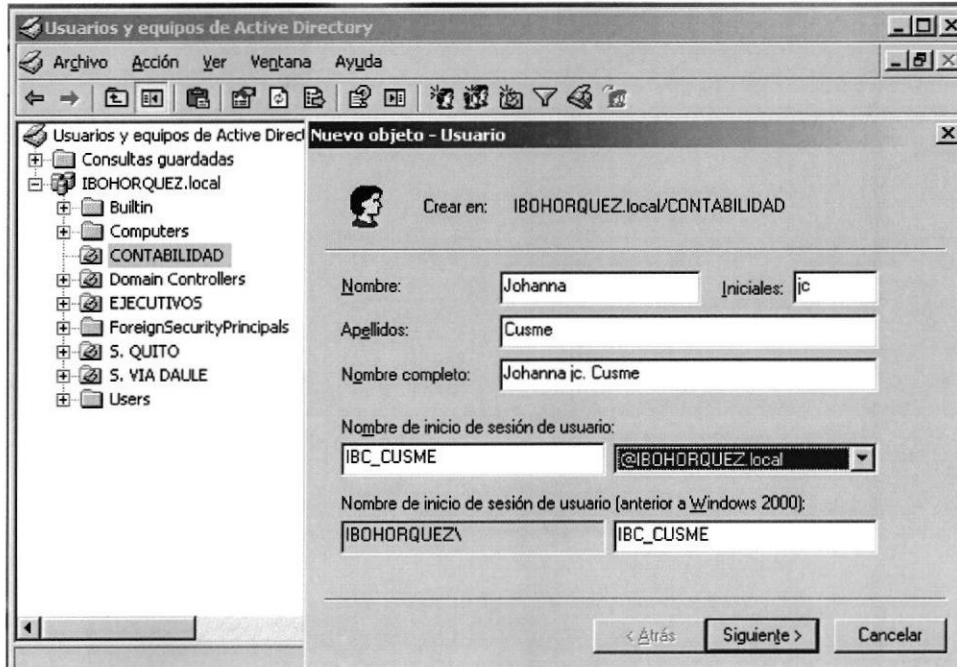 Usuarios y equipos de Active Directory
Archivo Acción Ver Ventana Ayuda
Usuarios y equipos de Active Direct
Consultas guardadas
IBOHORQUEZ.local
Builtin
Computers
CONTABILIDAD
Domain Controllers
EJECUTIVOS
ForeignSecurityPrincipals
S. QUITO
S. VIA DAULE
Users
Nuevo objeto - Usuario
Crear en: IBOHORQUEZ.local/CONTABILIDAD
Nombre: Johanna Iniciales: jc
Apellidos: Cusme
Nombre completo: Johanna jc. Cusme
Nombre de inicio de sesión de usuario:
IBC_CUSME @IBOHORQUEZ.local
Nombre de inicio de sesión de usuario (anterior a Windows 2000):
IBOHORQUEZ\ IBC_CUSME
< Atrás Siguiente > Cancelar